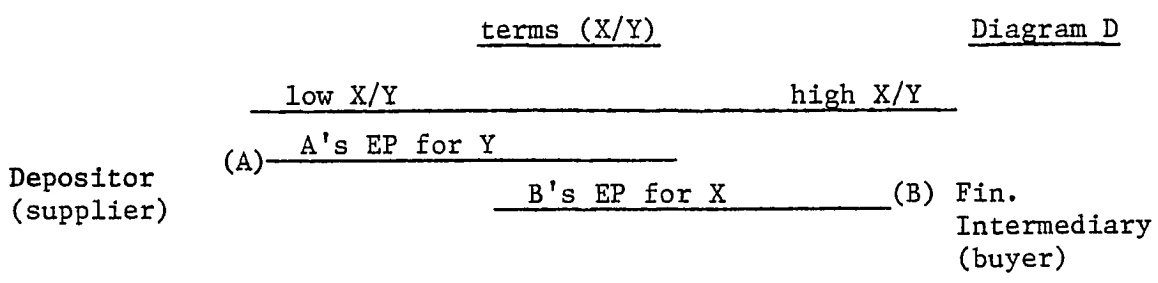 terms (X/Y) Diagram D
low X/Y high X/Y
(A) A's EP for Y
Depositor
(supplier)
B's EP for X (B) Fin.
Intermediary
(buyer)